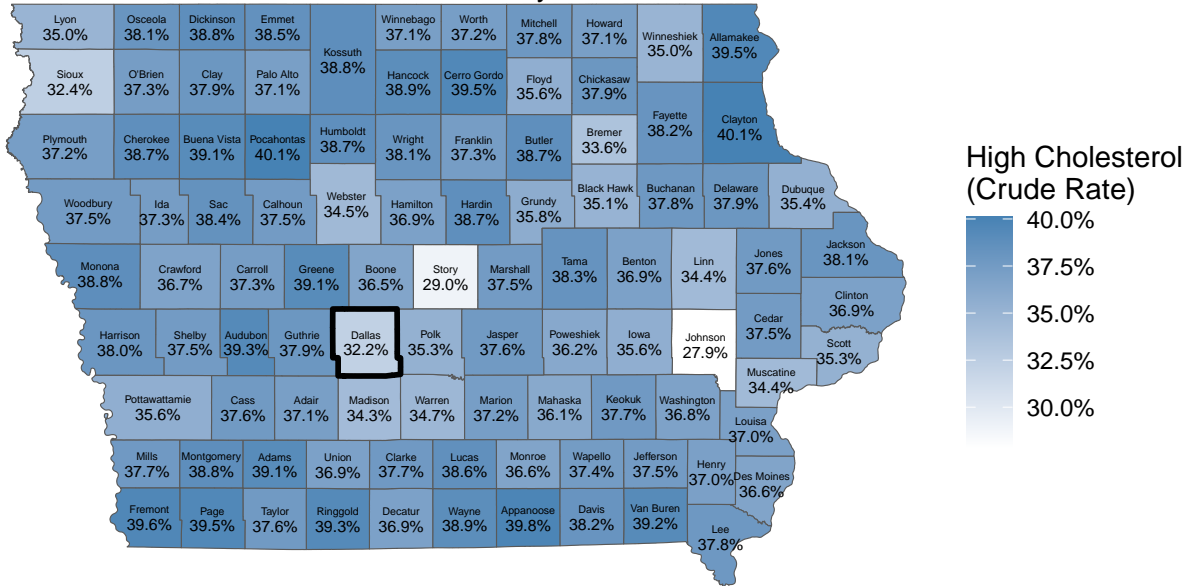 Lyon
35.0%
Osceola
38.1%
Dickinson
38.8%
Emmet
38.5%
Kossuth
38.8%
Winnebago
37.1%
Worth
37.2%
Mitchell
37.8%
Howard
37.1%
Winneshiek
35.0%
Allamakee
39.5%
Sioux
32.4%
O'Brien
37.3%
Clay
37.9%
Palo Alto
37.1%
Hancock
38.9%
Cerro Gordo
39.5%
Floyd
35.6%
Chickasaw
37.9%
Fayette
38.2%
Clayton
40.1%
Plymouth
37.2%
Cherokee
38.7%
Buena Vista
39.1%
Pocahontas
40.1%
Humboldt
38.7%
Wright
38.1%
Franklin
37.3%
Butler
38.7%
Bremer
33.6%
Woodbury
37.5%
Ida
37.3%
Sac
38.4%
Calhoun
37.5%
Webster
34.5%
Hamilton
36.9%
Hardin
38.7%
Grundy
35.8%
Black Hawk
35.1%
Buchanan
37.8%
Delaware
37.9%
Dubuque
35.4%
Monona
38.8%
Crawford
36.7%
Carroll
37.3%
Greene
39.1%
Boone
36.5%
Story
29.0%
Marshall
37.5%
Tama
38.3%
Benton
36.9%
Linn
34.4%
Jones
37.6%
Jackson
38.1%
Clinton
36.9%
Harrison
38.0%
Shelby
37.5%
Audubon
39.3%
Guthrie
37.9%
Dallas
32.2%
Polk
35.3%
Jasper
37.6%
Poweshiek
36.2%
Iowa
35.6%
Johnson
27.9%
Cedar
37.5%
Scott
35.3%
Muscatine
34.4%
Pottawattamie
35.6%
Cass
37.6%
Adair
37.1%
Madison
34.3%
Warren
34.7%
Marion
37.2%
Mahaska
36.1%
Keokuk
37.7%
Washington
36.8%
Louisa
37.0%
Mills
37.7%
Montgomery
38.8%
Adams
39.1%
Union
36.9%
Clarke
37.7%
Lucas
38.6%
Monroe
36.6%
Wapello
37.4%
Jefferson
37.5%
Henry
37.0%
Des Moines
36.6%
Fremont
39.6%
Page
39.5%
Taylor
37.6%
Ringgold
39.3%
Decatur
36.9%
Wayne
38.9%
Appanoose
39.8%
Davis
38.2%
Van Buren
39.2%
Lee
37.8%
High Cholesterol
(Crude Rate)
40.0%
37.5%
35.0%
32.5%
30.0%